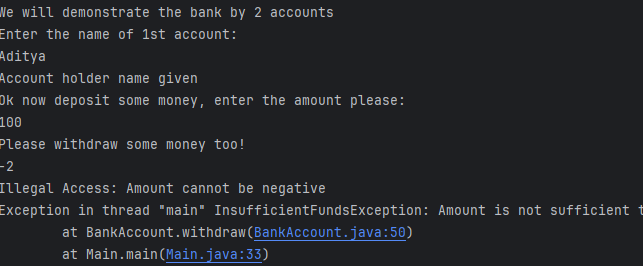 We will demonstrate the bank by 2 accounts
Enter the name of 1st account:
Aditya
Account holder name given
Ok now deposit some money, enter the amount please:
100
Please withdraw some money too!
-2
Illegal Access: Amount cannot be negative
Exception in thread "main" InsufficientFundsException: Amount is not sufficient t
at BankAccount.withdraw(BankAccount.java:50)
at Main.main(Main.java:33)